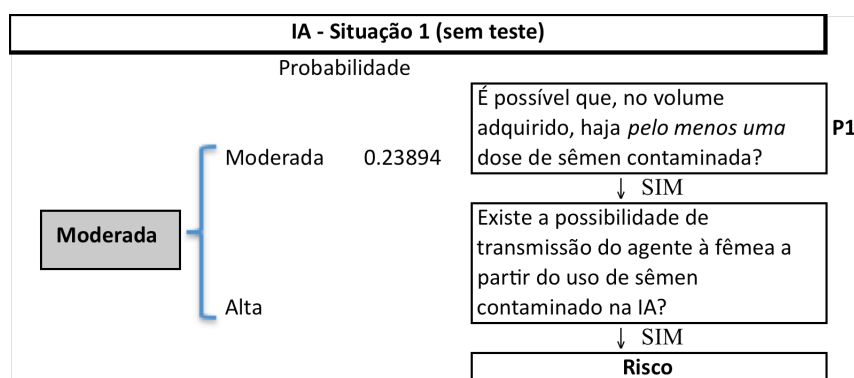 IA - Situação 1 (sem teste)
Probabilidade
É possível que, no volume
adquirido, haja pelo menos uma
dose de sêmen contaminada?
P1
Moderada 0.23894
↓ SIM
Moderada
Existe a possibilidade de
transmissão do agente à fêmea a
partir do uso de sêmen
contaminado na IA?
Alta
↓ SIM
Risco